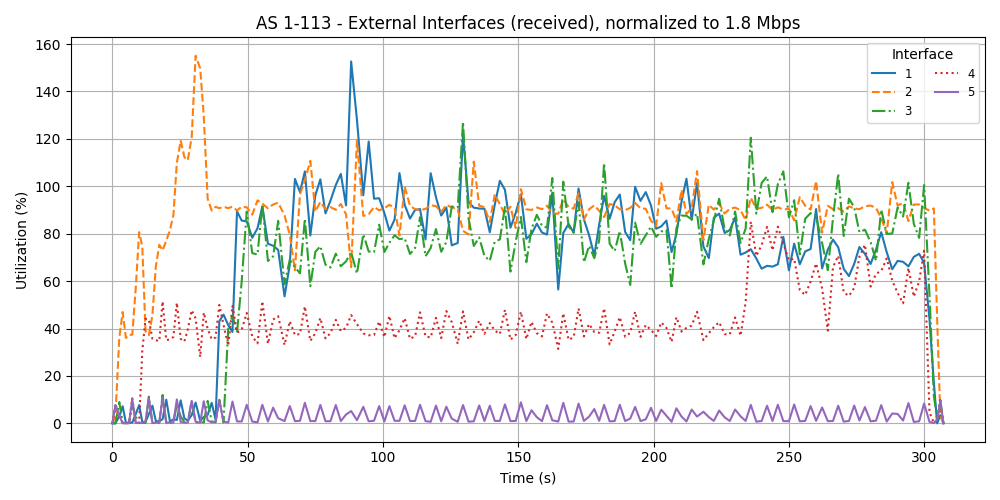 AS 1-113 - External Interfaces (received), normalized to 1.8 Mbps
Utilization (%)
160
140
120
100
80
60
40
20
0
0 50 100 150 200 250 300
Time (s)
Interface
1 4
2 5
3